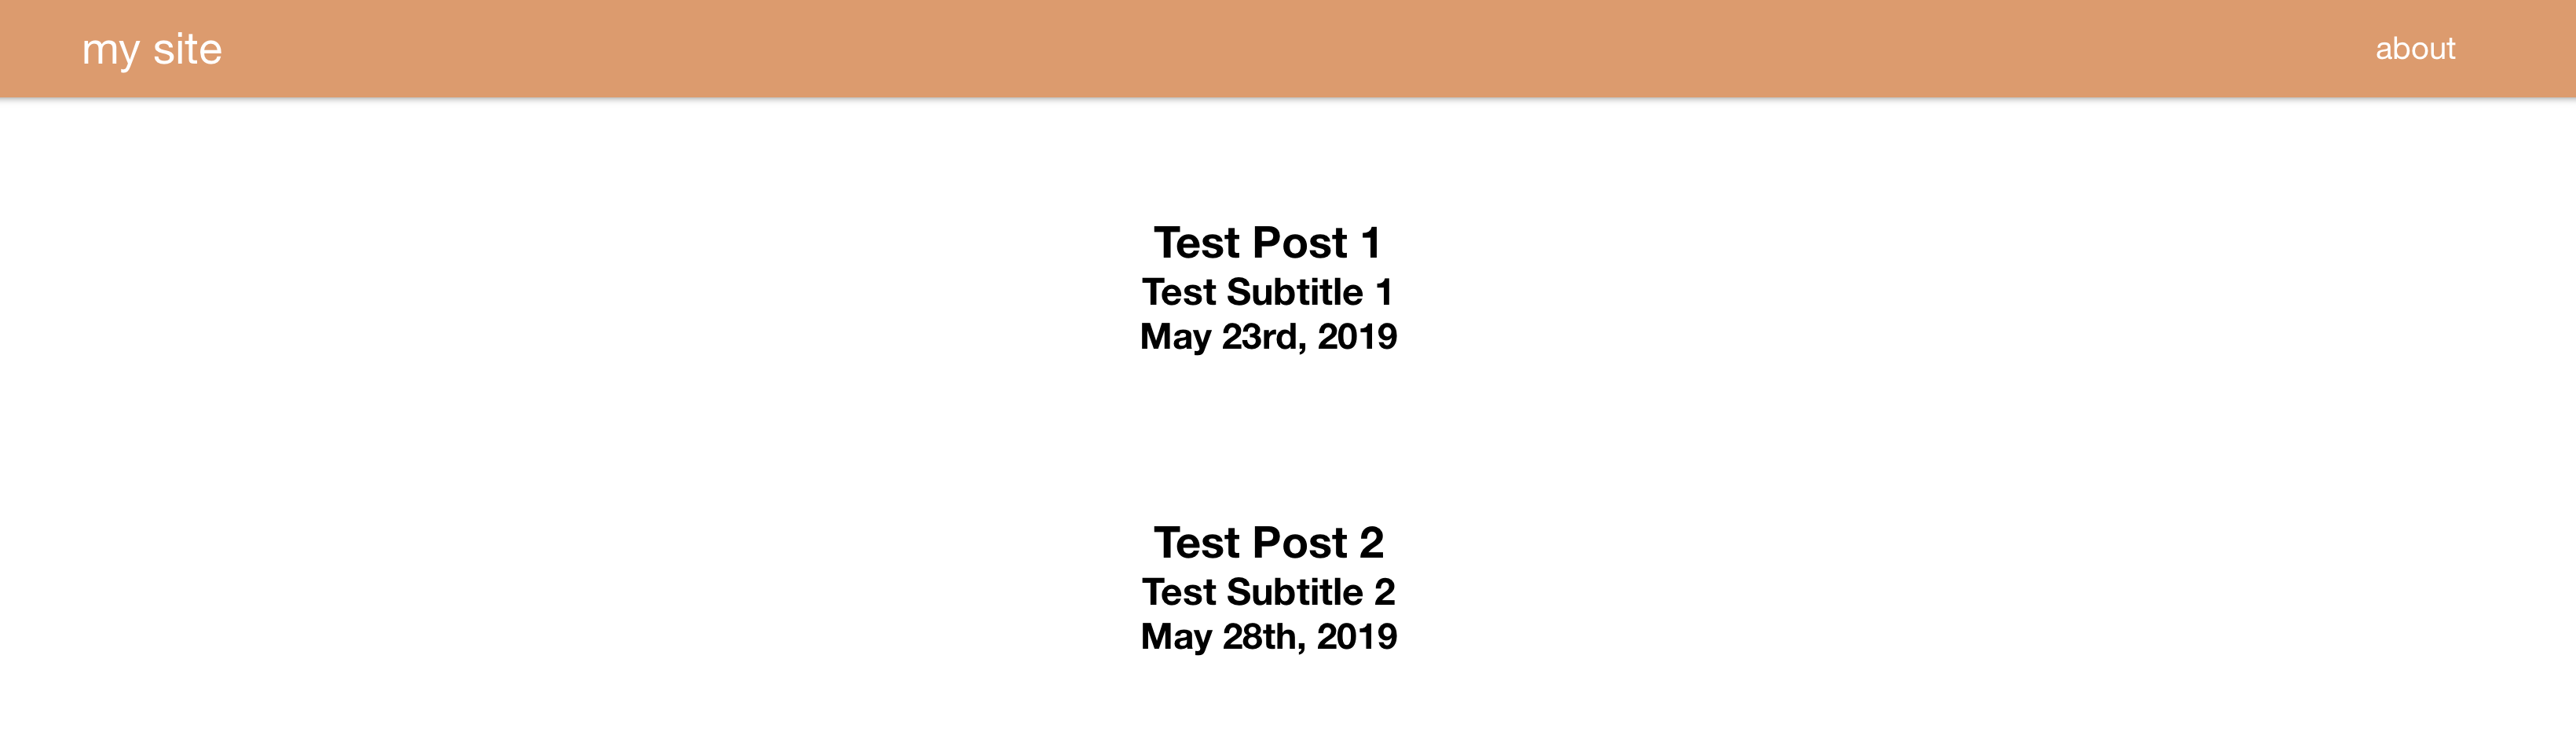 my site
about
Test Post 1
Test Subtitle 1
May 23rd, 2019
Test Post 2
Test Subtitle 2
May 28th, 2019